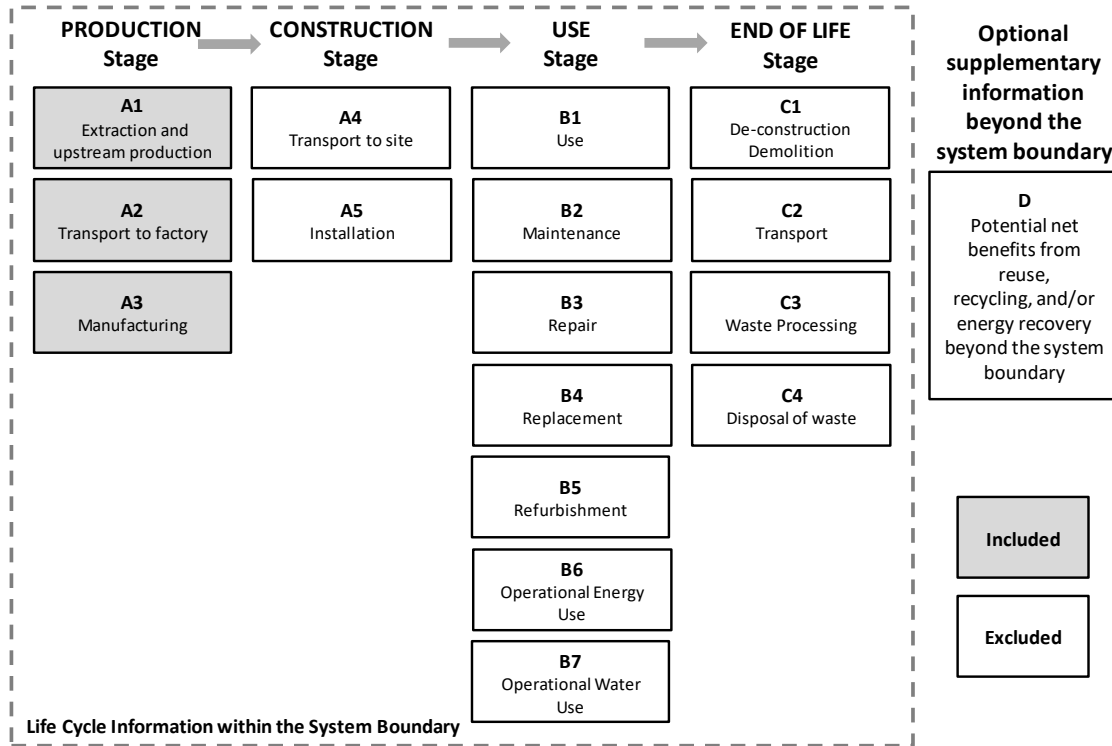 PRODUCTION
Stage
CONSTRUCTION
Stage
USE
Stage
END OF LIFE
Stage
Optional
supplementary
information
beyond the
system boundary
A1
Extraction and
upstream production
A2
Transport to factory
A3
Manufacturing
A4
Transport to site
A5
Installation
B1
Use
B2
Maintenance
B3
Repair
B4
Replacement
B5
Refurbishment
B6
Operational Energy
Use
B7
Operational Water
Use
C1
De-construction
Demolition
C2
Transport
C3
Waste Processing
C4
Disposal of waste
D
Potential net
benefits from
reuse,
recycling, and/or
energy recovery
beyond the system
boundary
Included
Excluded
Life Cycle Information within the System Boundary